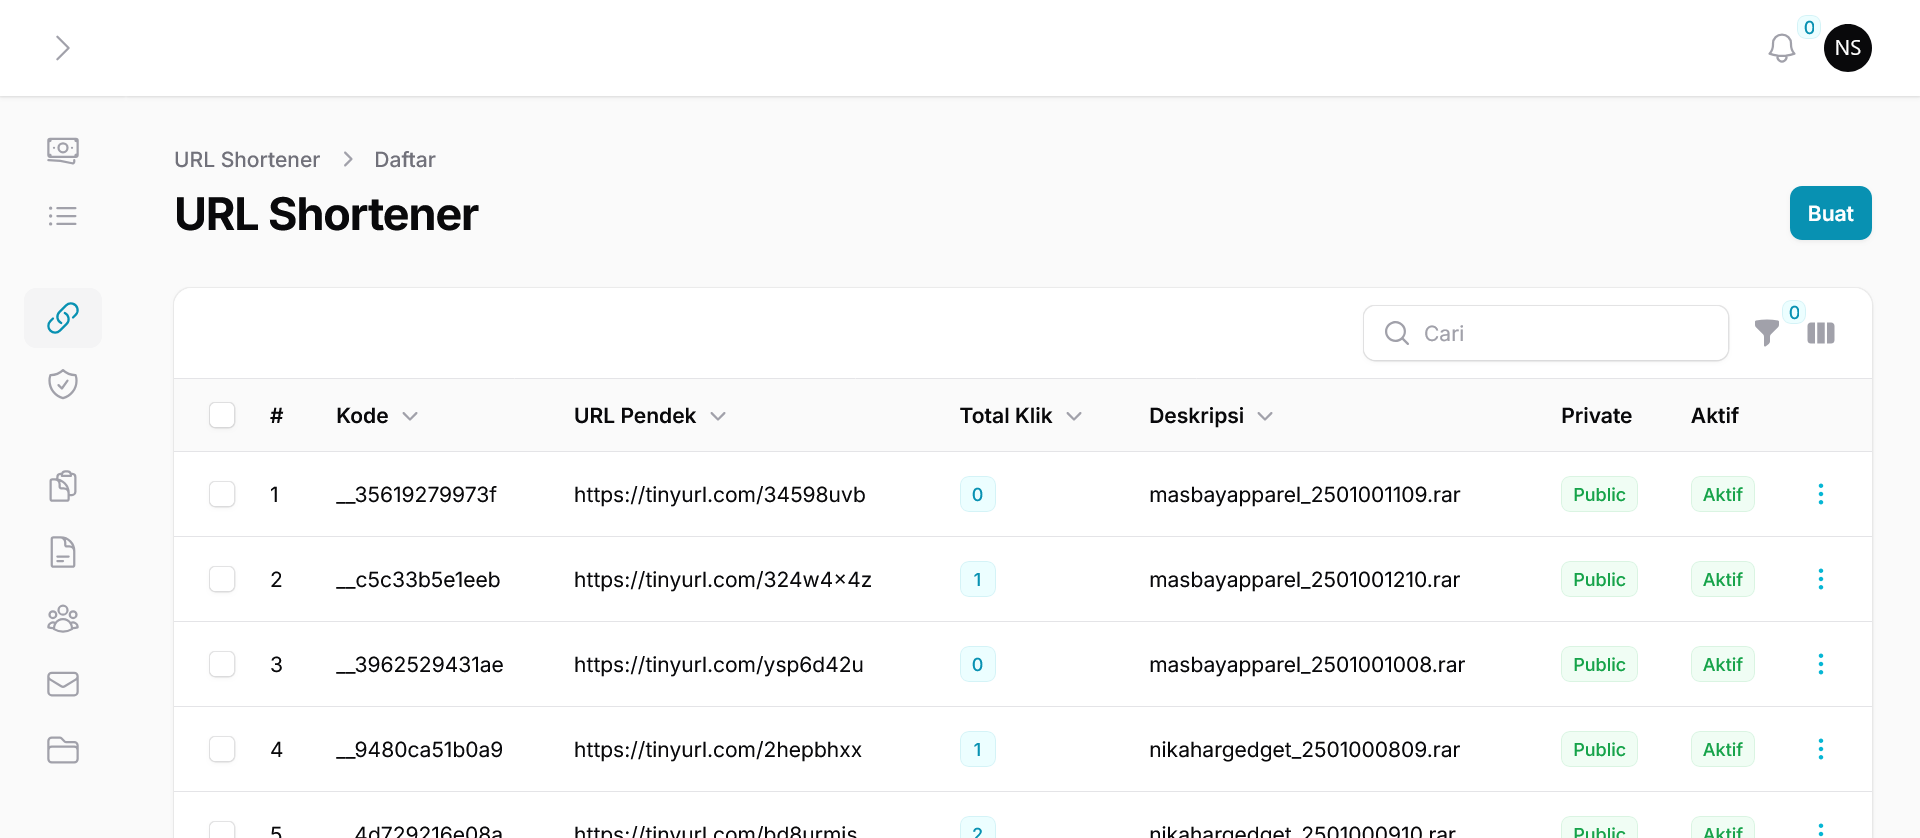 0
NS
URL Shortener > Daftar
URL Shortener
Buat
Cari
0
# Kode URL Pendek Total Klik Deskripsi Private Aktif
1 __35619279973f https://tinyurl.com/34598uvb 0 masbayapparel_2501001109.rar Public Aktif
2 __c5c33b5e1eeb https://tinyurl.com/324w4x4z 1 masbayapparel_2501001210.rar Public Aktif
3 __3962529431ae https://tinyurl.com/ysp6d42u 0 masbayapparel_2501001008.rar Public Aktif
4 __9480ca51b0a9 https://tinyurl.com/2hepbhxx 1 nikahargedget_2501000809.rar Public Aktif
5 __4d729216e08a https://tinyurl.com/bd8urmjs 2 nikahargedget_2501000910.rar Public Aktif